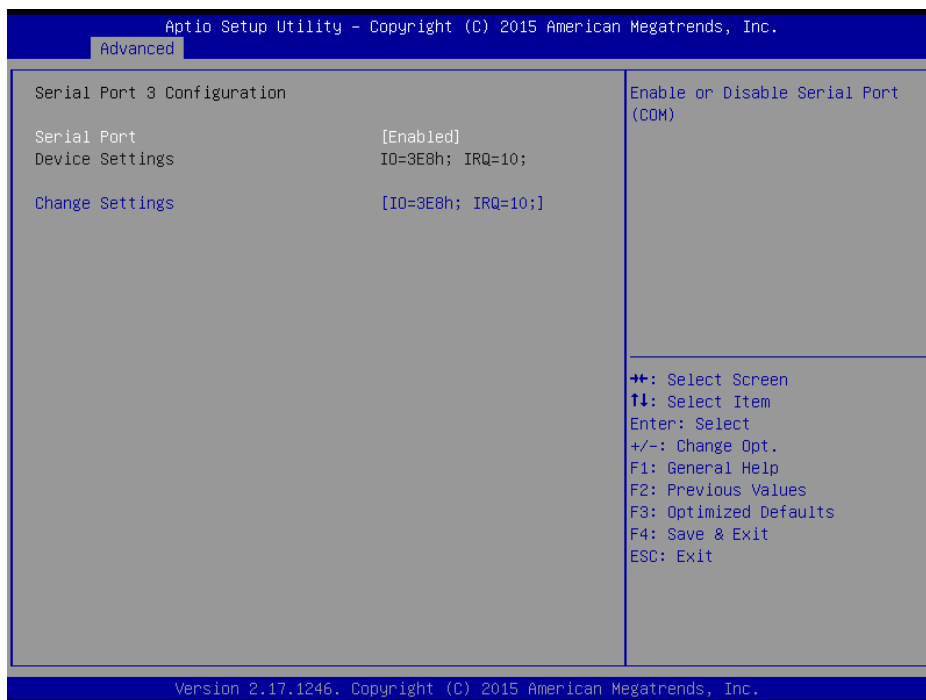 Aptio Setup Utility – Copyright (C) 2015 American Megatrends, Inc.
Advanced
Serial Port 3 Configuration
Serial Port [Enabled]
Device Settings IO=3E8h; IRQ=10;
Change Settings [IO=3E8h; IRQ=10;]
Enable or Disable Serial Port
(COM)
→←: Select Screen
↑↓: Select Item
Enter: Select
+/-: Change Opt.
F1: General Help
F2: Previous Values
F3: Optimized Defaults
F4: Save & Exit
ESC: Exit
Version 2.17.1246. Copyright (C) 2015 American Megatrends, Inc.